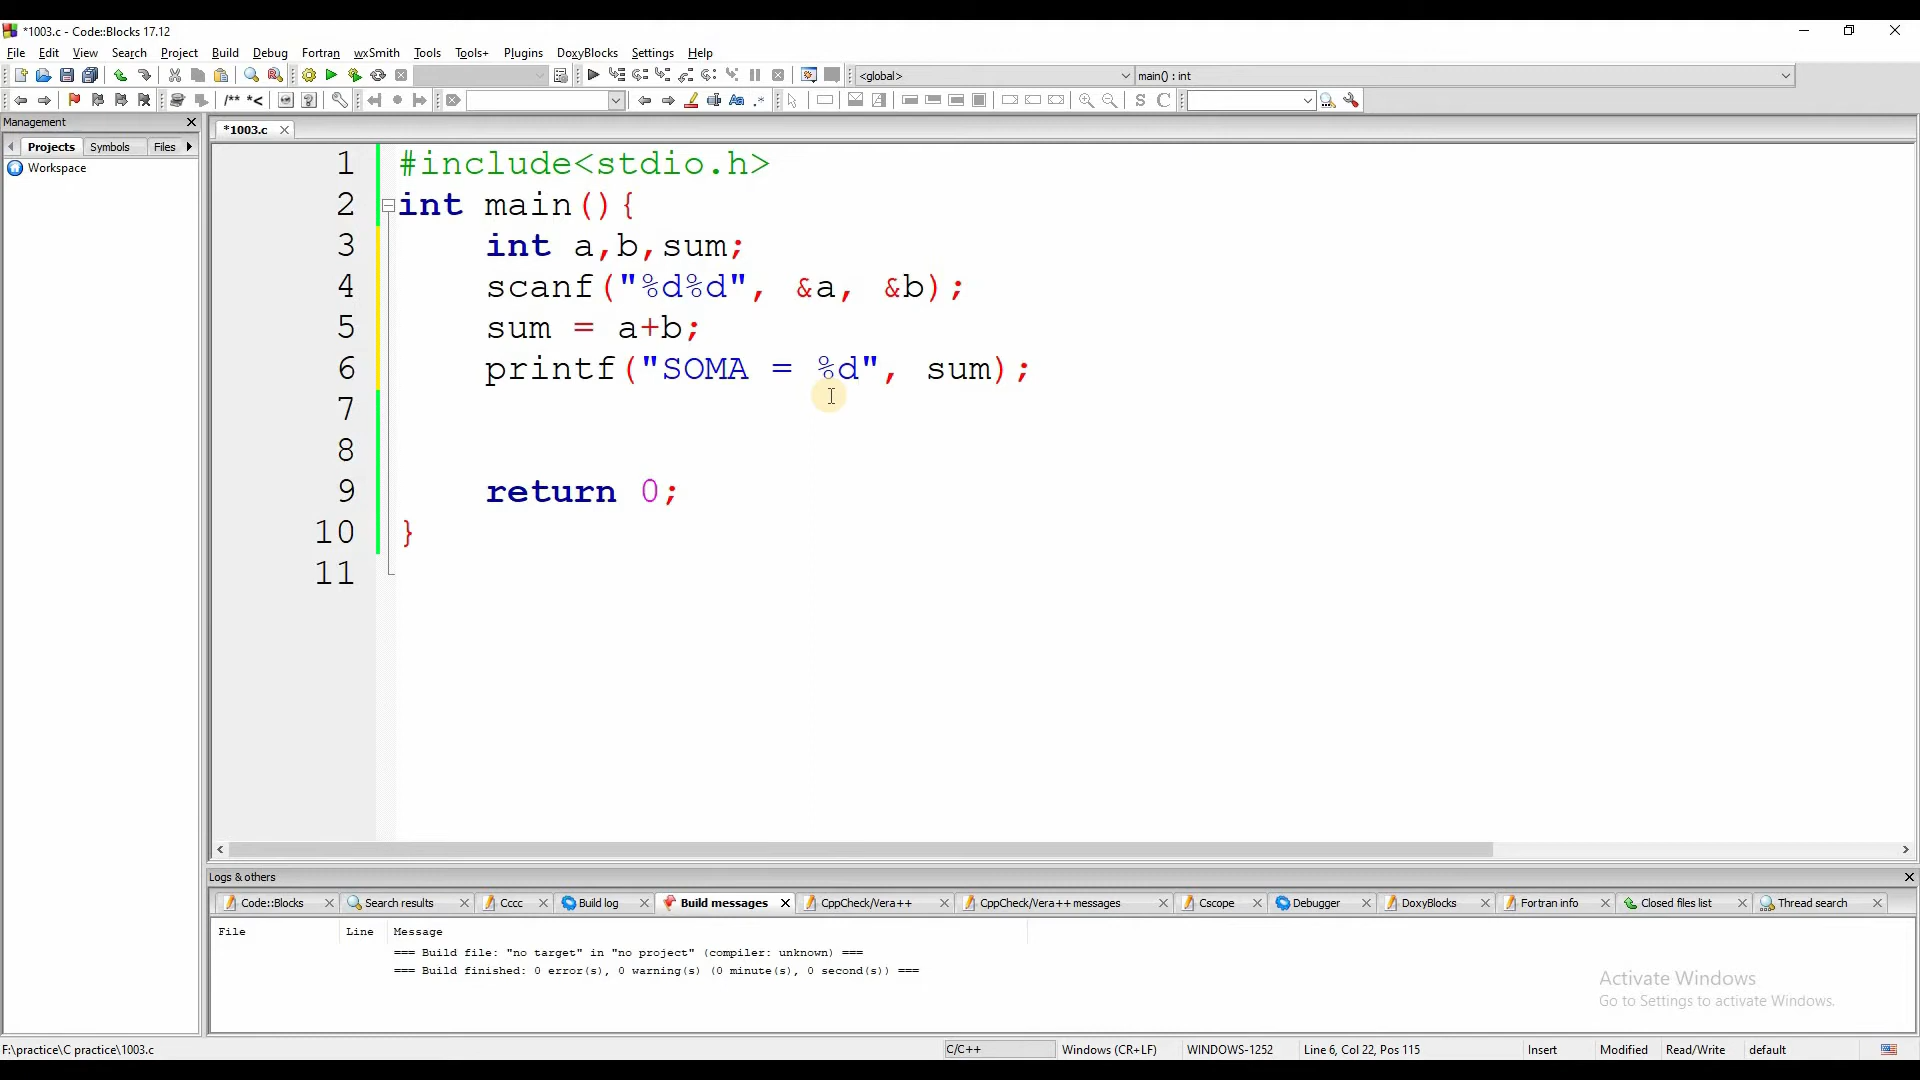 *1003.c - Code::Blocks 17.12
File Edit View Search Project Build Debug Fortran wxSmith Tools Tools+ Plugins DoxyBlocks Settings Help
<global> main() : int
/** *<
Management
Projects Symbols Files
Workspace
*1003.c
1 #include<stdio.h>
2 int main(){
3 int a,b,sum;
4 scanf("%d%d", &a, &b);
5 sum = a+b;
6 printf("SOMA = %d", sum);
7
8
9 return 0;
10 }
11
Logs & others
Code::Blocks Search results Cccc Build log Build messages CppCheck/Vera++ CppCheck/Vera++ messages Cscope Debugger DoxyBlocks Fortran info Closed files list Thread search
File Line Message
=== Build file: "no target" in "no project" (compiler: unknown) ===
=== Build finished: 0 error(s), 0 warning(s) (0 minute(s), 0 second(s)) ===
Activate Windows
Go to Settings to activate Windows.
F:\practice\C practice\1003.c C/C++ Windows (CR+LF) WINDOWS-1252 Line 6, Col 22, Pos 115 Insert Modified Read/Write default